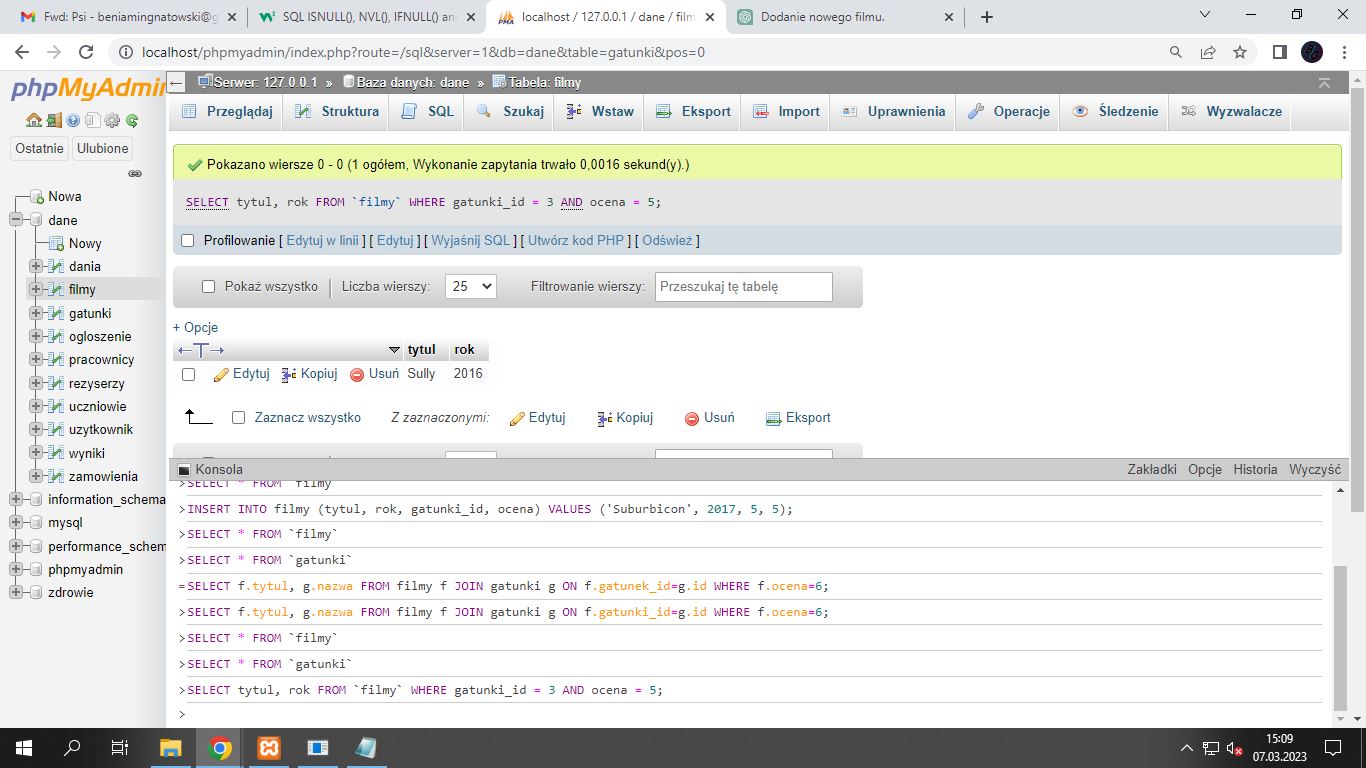 Fwd: Psi - beniamingnatowski@g
SQL ISNULL(), NVL(), IFNULL() and
localhost / 127.0.0.1 / dane / film
Dodanie nowego filmu.
localhost/phpmyadmin/index.php?route=/sql&server=1&db=dane&table=gatunki&pos=0
phpMyAdmin
Serwer: 127.0.0.1 » Baza danych: dane » Tabela: filmy
Przeglądaj Struktura SQL Szukaj Wstaw Eksport Import Uprawnienia Operacje Śledzenie Wyzwalacze
Ostatnie Ulubione
Nowa
dane
Nowy
dania
filmy
gatunki
ogloszenie
pracownicy
rezyserzy
uczniowie
uzytkownik
wyniki
zamowienia
information_schema
mysql
performance_schem
phpmyadmin
zdrowie
Pokazano wiersze 0 - 0 (1 ogółem, Wykonanie zapytania trwało 0,0016 sekund(y).)
SELECT tytul, rok FROM `filmy` WHERE gatunki_id = 3 AND ocena = 5;
Profilowanie [ Edytuj w linii ] [ Edytuj ] [ Wyjaśnij SQL ] [ Utwórz kod PHP ] [ Odśwież ]
Pokaż wszystko Liczba wierszy: 25 Filtrowanie wierszy: Przeszukaj tę tabelę
+ Opcje
←T→ tytul rok
Edytuj Kopiuj Usuń Sully 2016
Zaznacz wszystko Z zaznaczonymi: Edytuj Kopiuj Usuń Eksport
Konsola Zakładki Opcje Historia Wyczyść
>SELECT * FROM `filmy`
>INSERT INTO filmy (tytul, rok, gatunki_id, ocena) VALUES ('Suburbicon', 2017, 5, 5);
>SELECT * FROM `filmy`
>SELECT * FROM `gatunki`
=SELECT f.tytul, g.nazwa FROM filmy f JOIN gatunki g ON f.gatunek_id=g.id WHERE f.ocena=6;
>SELECT f.tytul, g.nazwa FROM filmy f JOIN gatunki g ON f.gatunki_id=g.id WHERE f.ocena=6;
>SELECT * FROM `filmy`
>SELECT * FROM `gatunki`
>SELECT tytul, rok FROM `filmy` WHERE gatunki_id = 3 AND ocena = 5;
>
15:09
07.03.2023